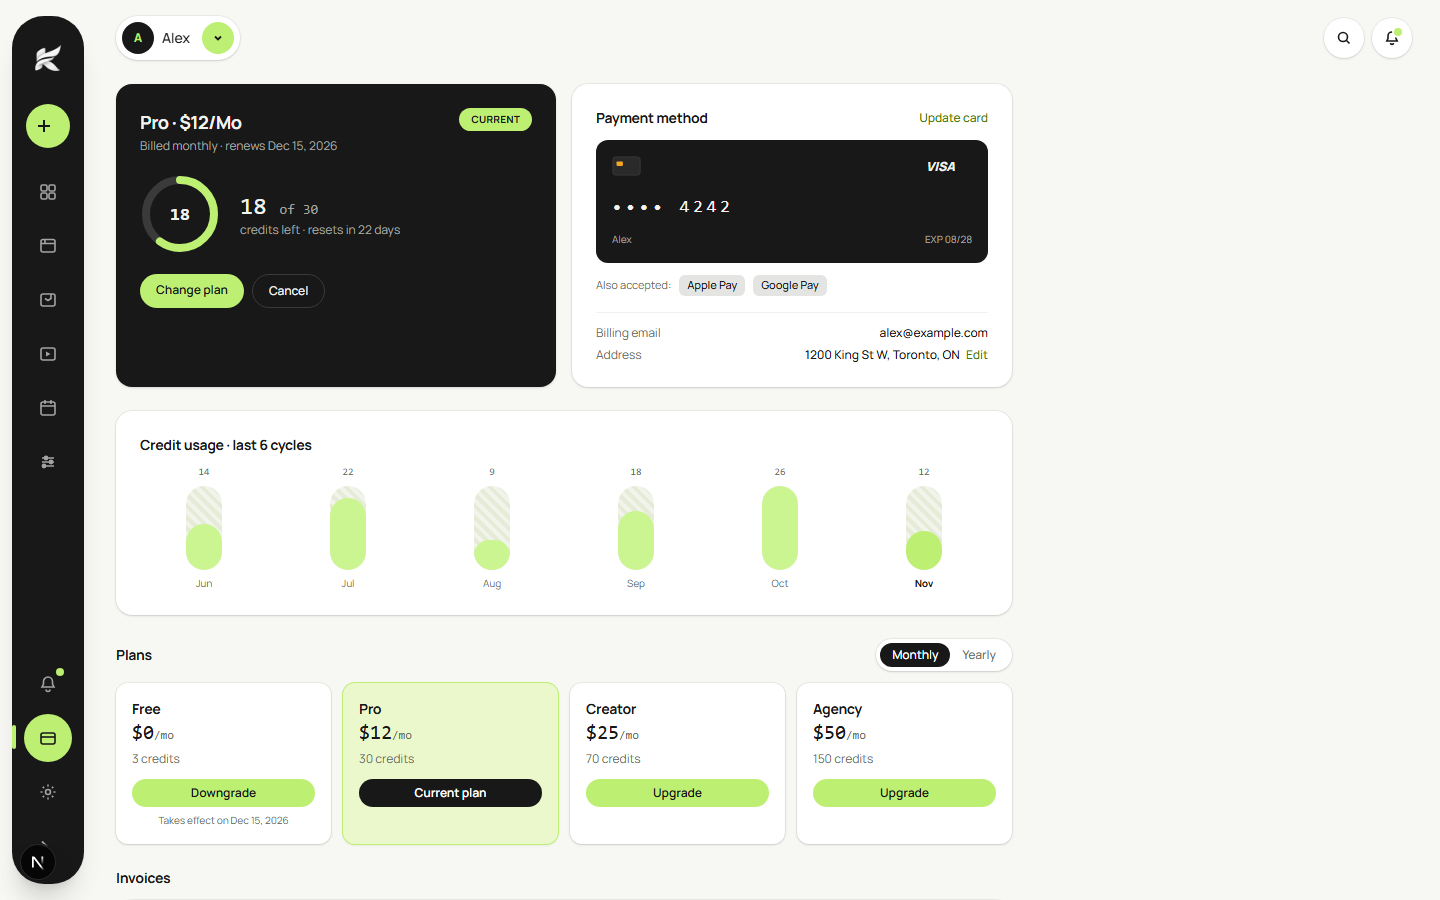 A Alex
Pro · $12/Mo
CURRENT
Billed monthly · renews Dec 15, 2026
18
18 of 30
credits left · resets in 22 days
Change plan
Cancel
Payment method
Update card
VISA
•••• 4242
Alex
EXP 08/28
Also accepted: Apple Pay Google Pay
Billing email alex@example.com
Address 1200 King St W, Toronto, ON Edit
Credit usage · last 6 cycles
14 22 9 18 26 12
Jun Jul Aug Sep Oct Nov
Plans
Monthly Yearly
Free
$0/mo
3 credits
Downgrade
Takes effect on Dec 15, 2026
Pro
$12/mo
30 credits
Current plan
Creator
$25/mo
70 credits
Upgrade
Agency
$50/mo
150 credits
Upgrade
N
Invoices